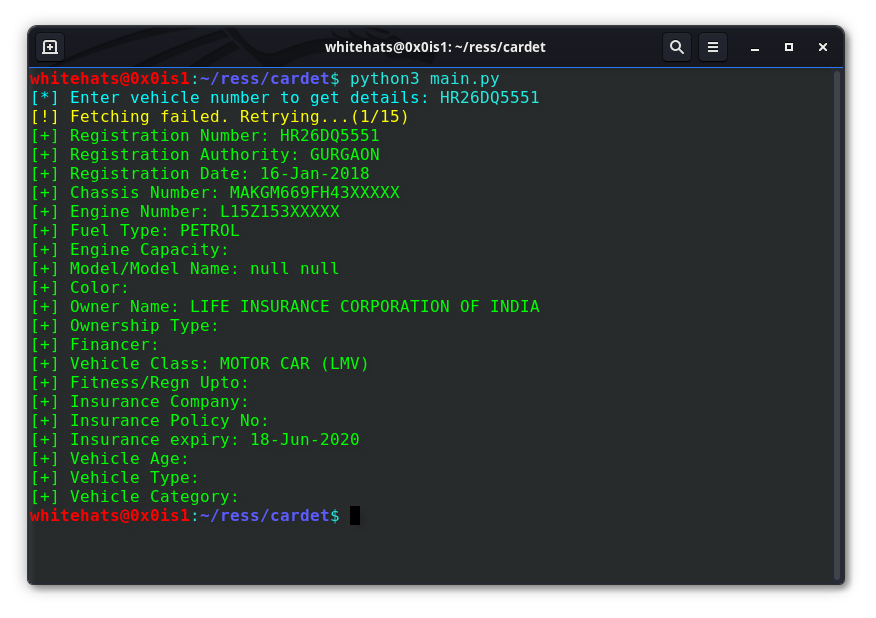 whitehats@0x0is1: ~/ress/cardet
whitehats@0x0is1:~/ress/cardet$ python3 main.py
[*] Enter vehicle number to get details: HR26DQ5551
[!] Fetching failed. Retrying...(1/15)
[+] Registration Number: HR26DQ5551
[+] Registration Authority: GURGAON
[+] Registration Date: 16-Jan-2018
[+] Chassis Number: MAKGM669FH43XXXXX
[+] Engine Number: L15Z153XXXXX
[+] Fuel Type: PETROL
[+] Engine Capacity:
[+] Model/Model Name: null null
[+] Color:
[+] Owner Name: LIFE INSURANCE CORPORATION OF INDIA
[+] Ownership Type:
[+] Financer:
[+] Vehicle Class: MOTOR CAR (LMV)
[+] Fitness/Regn Upto:
[+] Insurance Company:
[+] Insurance Policy No:
[+] Insurance expiry: 18-Jun-2020
[+] Vehicle Age:
[+] Vehicle Type:
[+] Vehicle Category:
whitehats@0x0is1:~/ress/cardet$